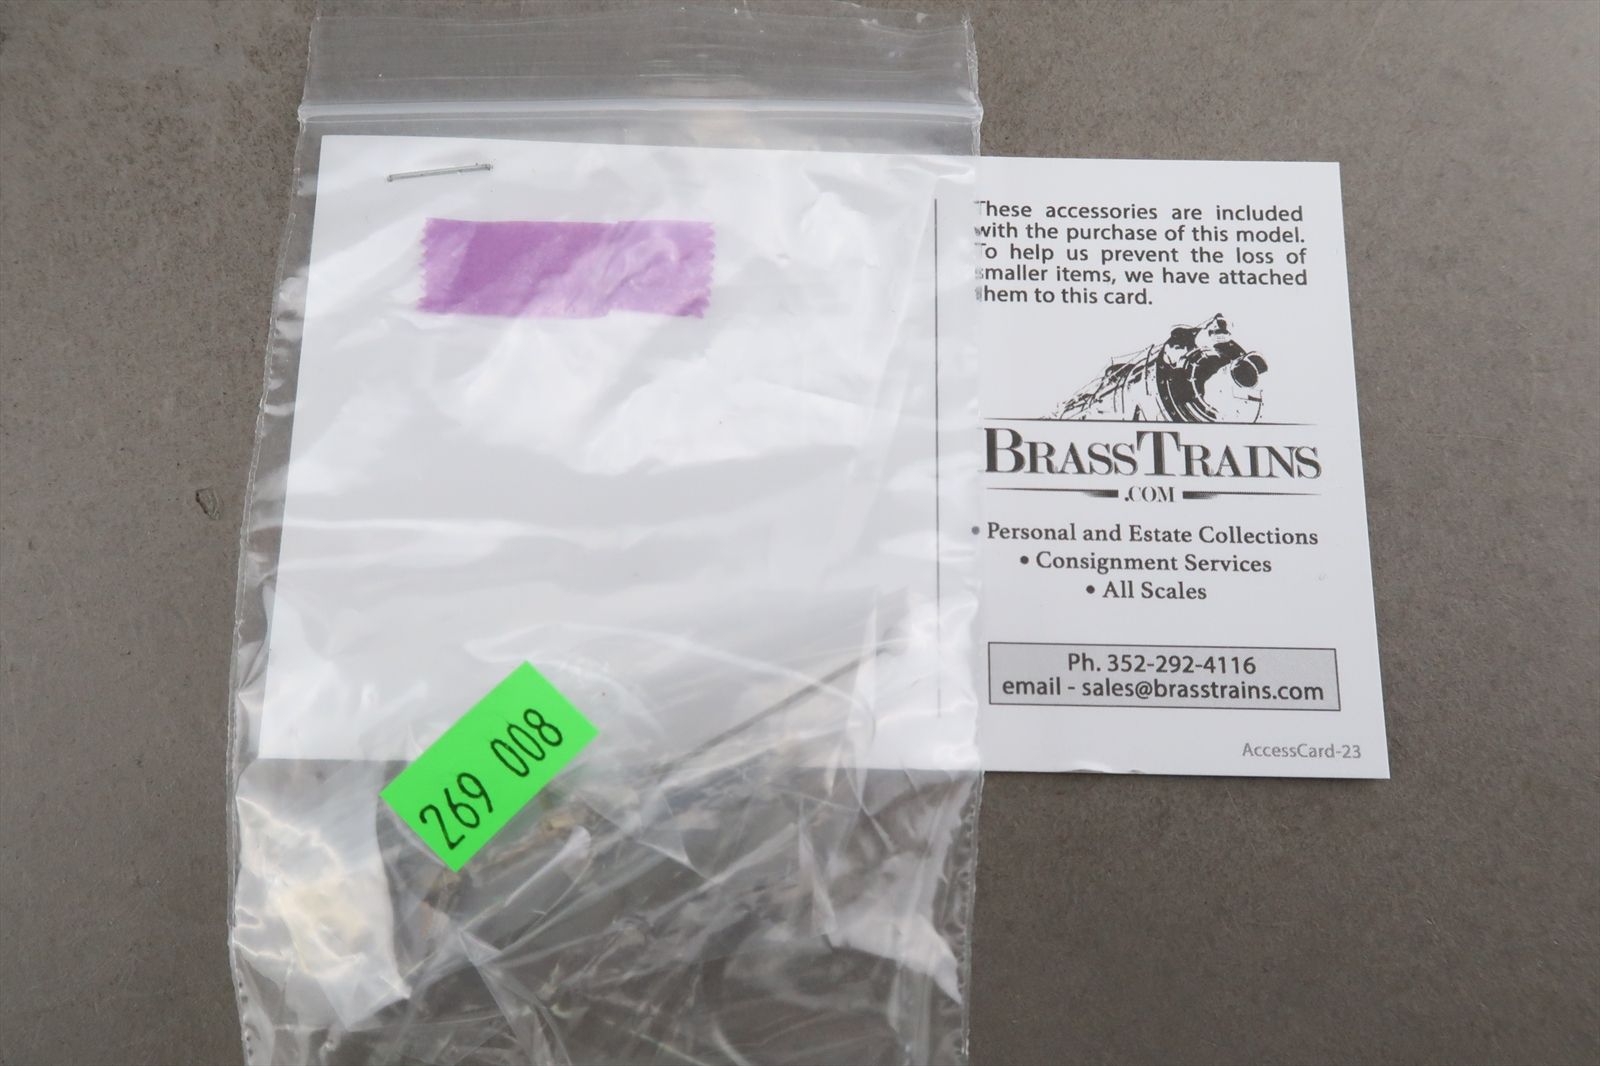 These accessories are included
with the purchase of this model.
To help us prevent the loss of
smaller items, we have attached
them to this card.
BRASSTRAINS
.COM
• Personal and Estate Collections
• Consignment Services
• All Scales
Ph. 352-292-4116
email - sales@brasstrains.com
AccessCard-23
269 008